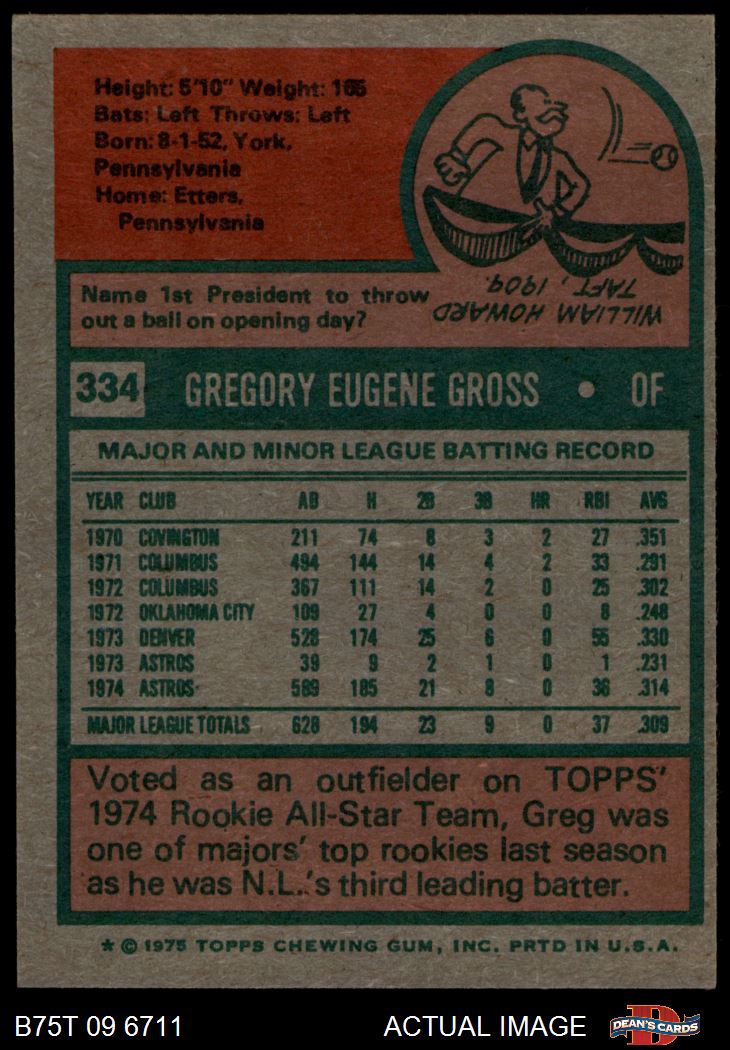 Height: 5'10" Weight: 165
Bats: Left Throws: Left
Born: 8-1-52, York,
Pennsylvania
Home: Etters,
Pennsylvania
Name 1st President to throw
out a ball on opening day?
WILLIAM HOWARD
TAFT, 1909.
334 GREGORY EUGENE GROSS • OF
MAJOR AND MINOR LEAGUE BATTING RECORD
YEAR CLUB AB H 2B 3B HR RBI AVG
1970 COVINGTON 211 74 8 3 2 27 .351
1971 COLUMBUS 494 144 14 4 2 33 .291
1972 COLUMBUS 367 111 14 2 0 25 .302
1972 OKLAHOMA CITY 109 27 4 0 0 8 .248
1973 DENVER 528 174 25 6 0 55 .330
1973 ASTROS 39 9 2 1 0 1 .231
1974 ASTROS 589 185 21 8 0 36 .314
MAJOR LEAGUE TOTALS 628 194 23 9 0 37 .309
Voted as an outfielder on TOPPS'
1974 Rookie All-Star Team, Greg was
one of majors' top rookies last season
as he was N.L.'s third leading batter.
* © 1975 TOPPS CHEWING GUM, INC. PRTD IN U.S.A.
B75T 09 6711 ACTUAL IMAGE DEAN'S CARDS